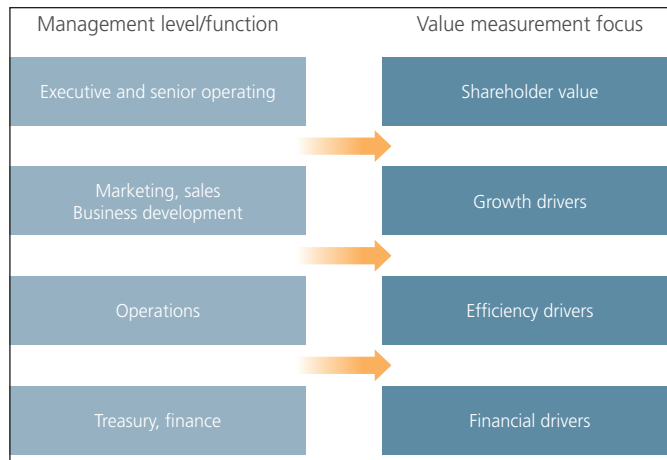 Management level/function
Value measurement focus
Executive and senior operating
Shareholder value
Marketing, sales
Business development
Growth drivers
Operations
Efficiency drivers
Treasury, finance
Financial drivers